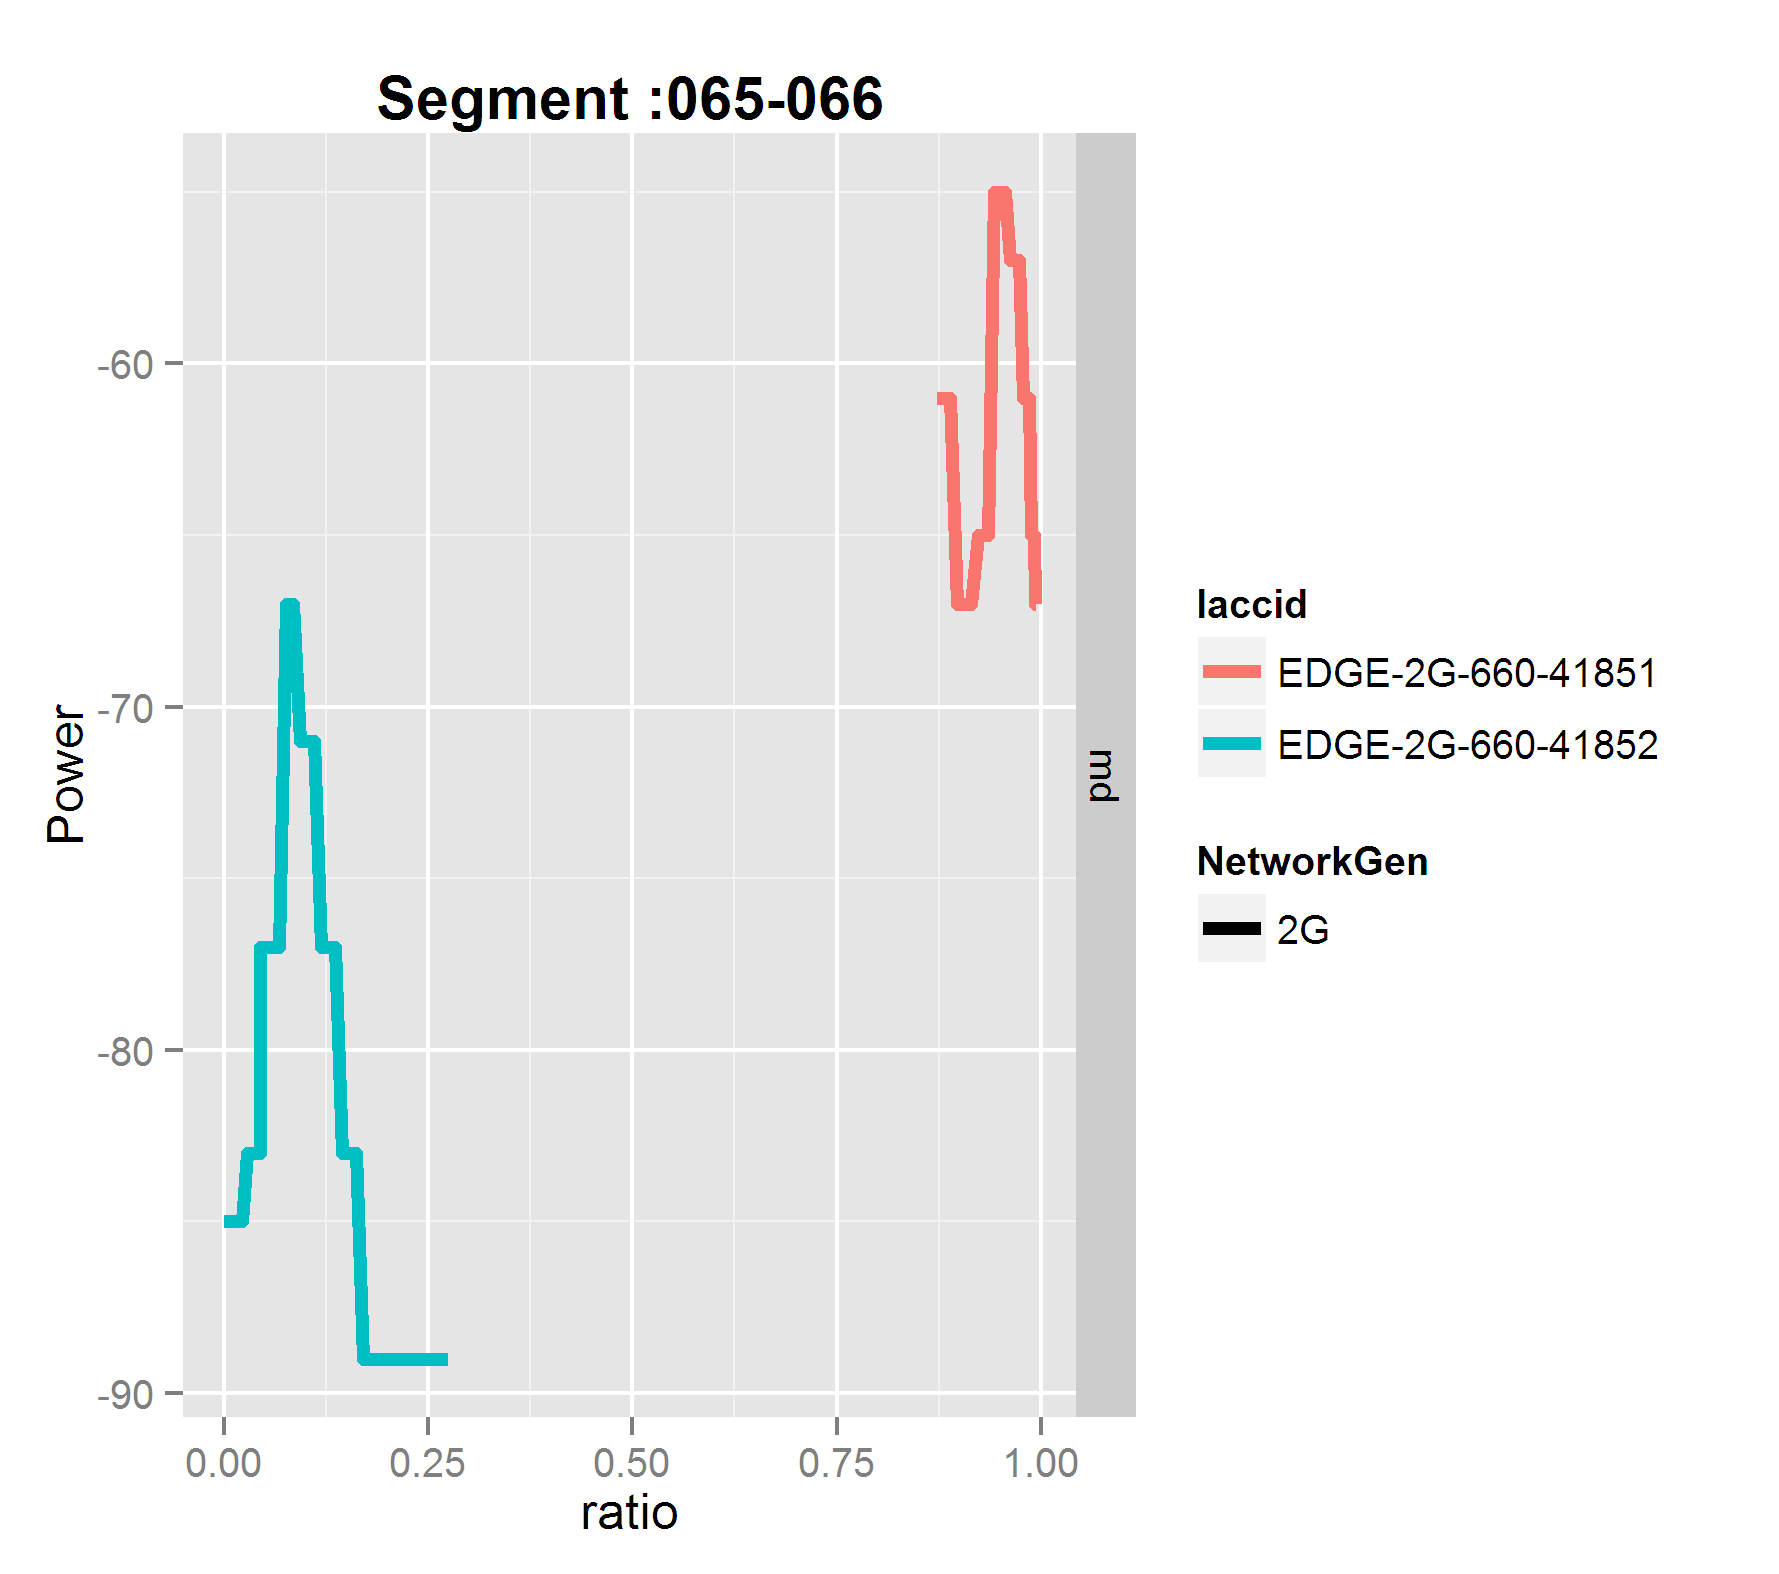 Segment :065-066
Power
-60
-70
-80
-90
0.00 0.25 0.50 0.75 1.00
ratio
md
laccid
EDGE-2G-660-41851
EDGE-2G-660-41852
NetworkGen
2G